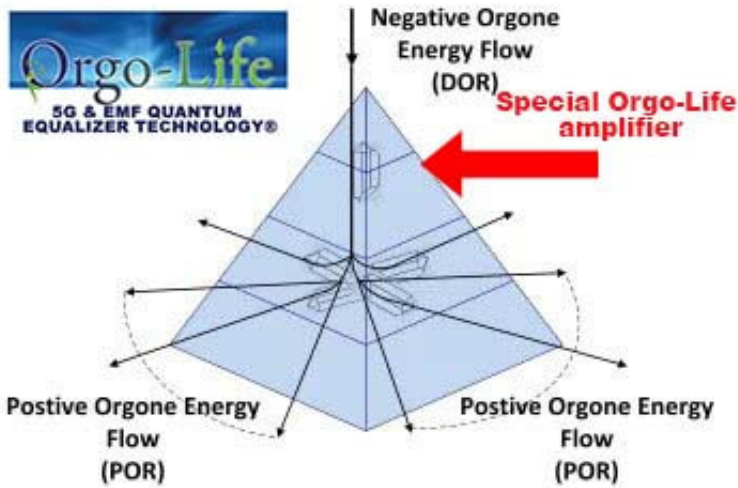 Orgo-Life
5G & EMF QUANTUM
EQUALIZER TECHNOLOGY®
Negative Orgone
Energy Flow
(DOR)
Special Orgo-Life
amplifier
Postive Orgone Energy
Flow
(POR)
Postive Orgone Energy
Flow
(POR)